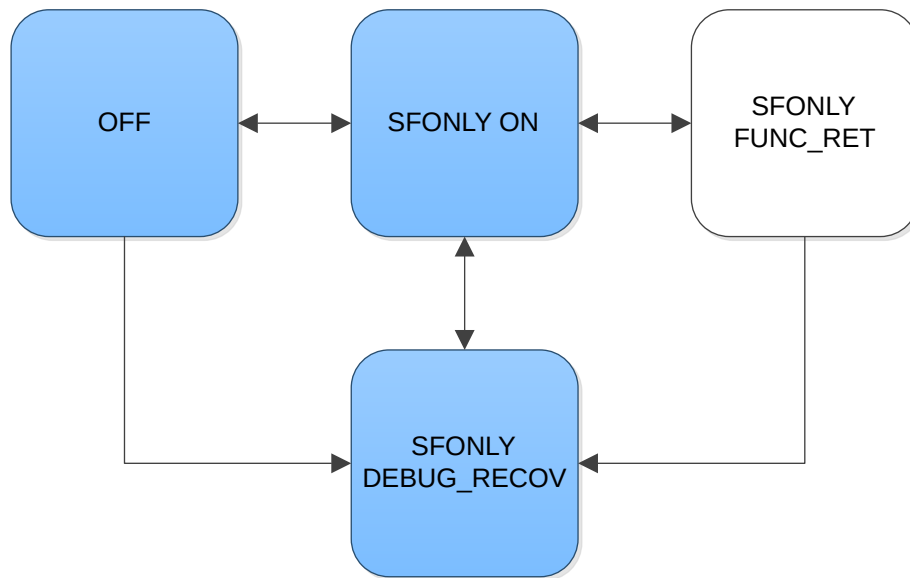 OFF
SFONLY ON
SFONLY
FUNC_RET
SFONLY
DEBUG_RECOV